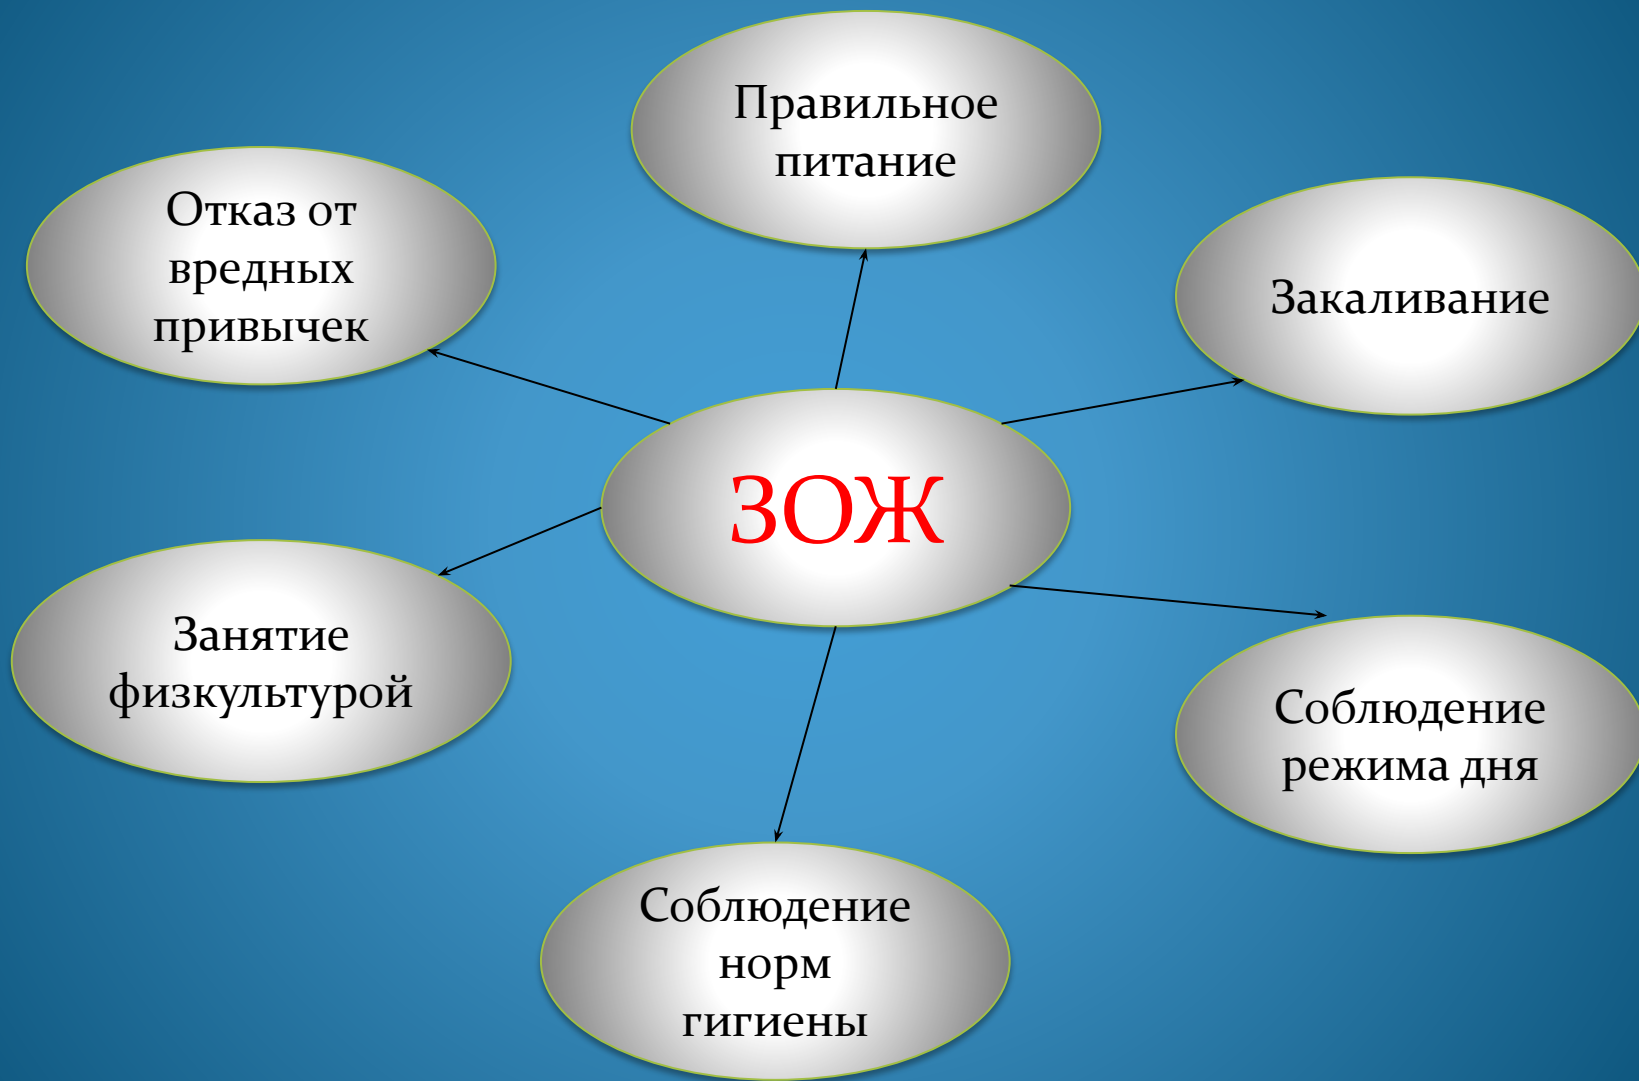 Правильное
питание
Отказ от
вредных
привычек
Закаливание
ЗОЖ
Занятие
физкультурой
Соблюдение
режима дня
Соблюдение
норм
гигиены